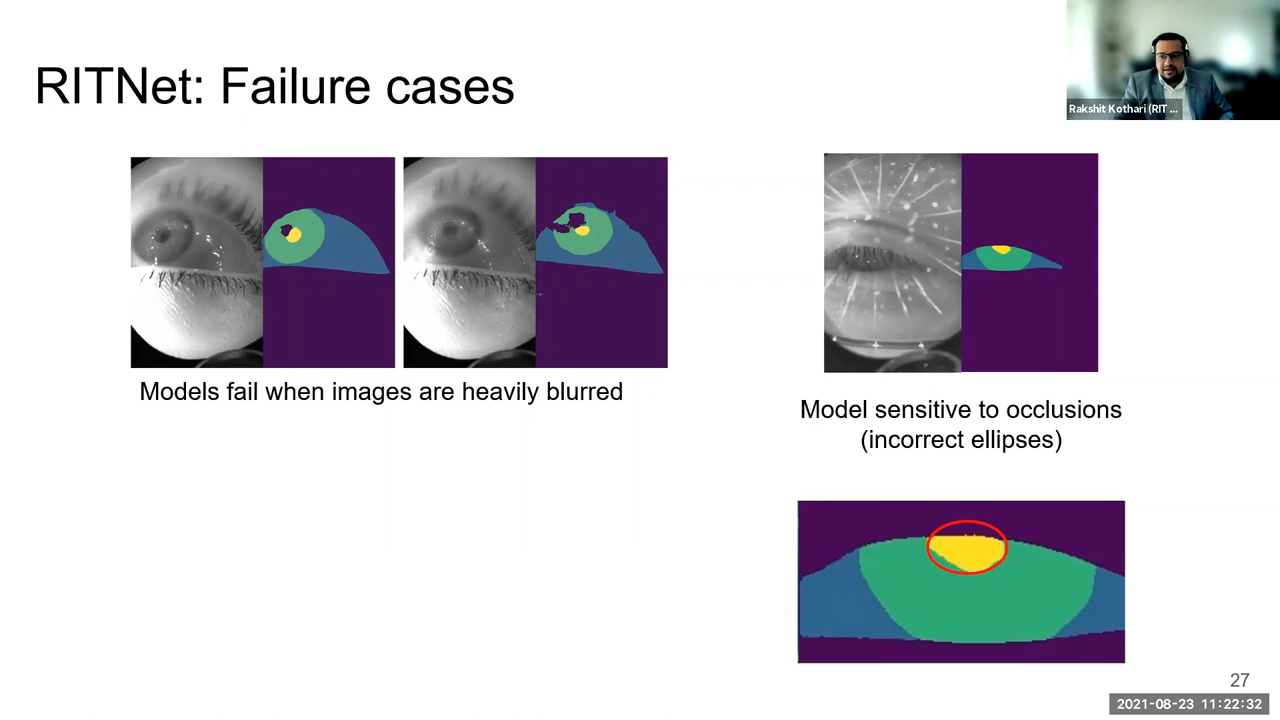 RITNet: Failure cases
Rakshit Kothari (RIT ...
Models fail when images are heavily blurred
Model sensitive to occlusions
(incorrect ellipses)
27
2021-08-23 11:22:32